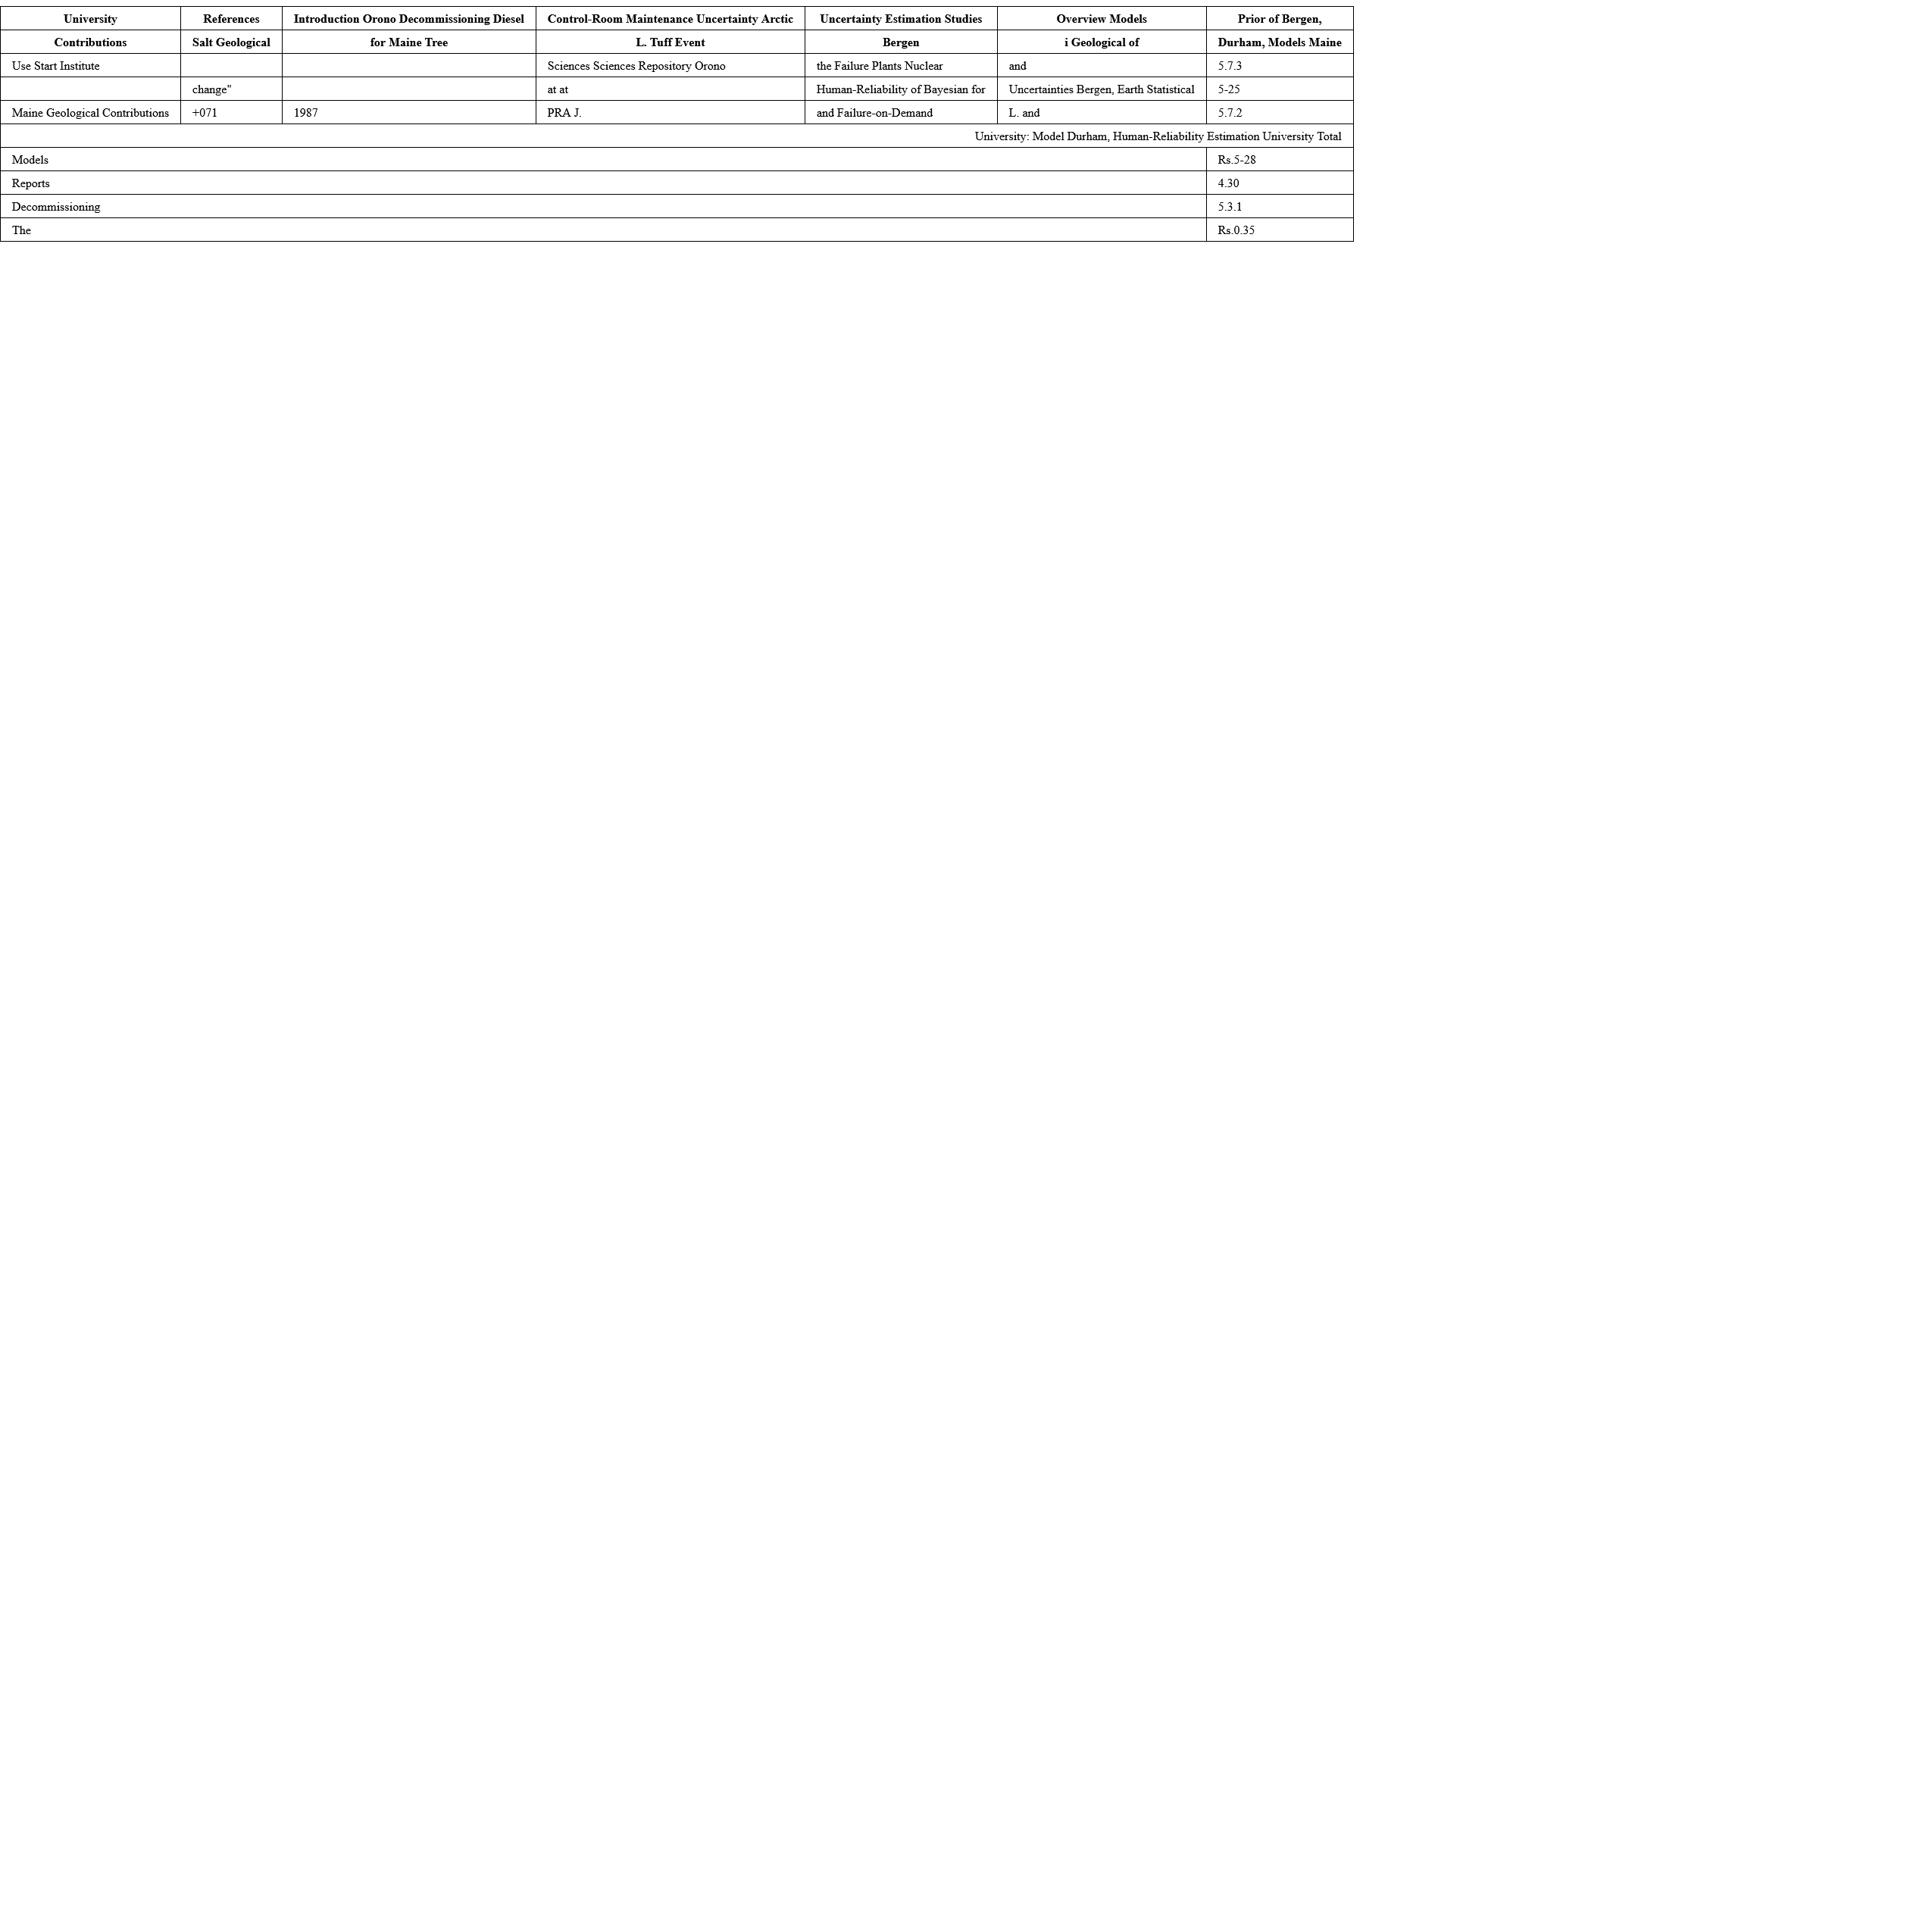 University References Introduction Orono Decommissioning Diesel Control-Room Maintenance Uncertainty Arctic Uncertainty Estimation Studies Overview Models Prior of Bergen,
Contributions Salt Geological for Maine Tree L. Tuff Event Bergen i Geological of Durham, Models Maine
Use Start Institute Sciences Sciences Repository Orono the Failure Plants Nuclear and 5.7.3
change" at at Human-Reliability of Bayesian for Uncertainties Bergen, Earth Statistical 5-25
Maine Geological Contributions +071 1987 PRA J. and Failure-on-Demand L. and 5.7.2
University: Model Durham, Human-Reliability Estimation University Total
Models Rs.5-28
Reports 4.30
Decommissioning 5.3.1
The Rs.0.35